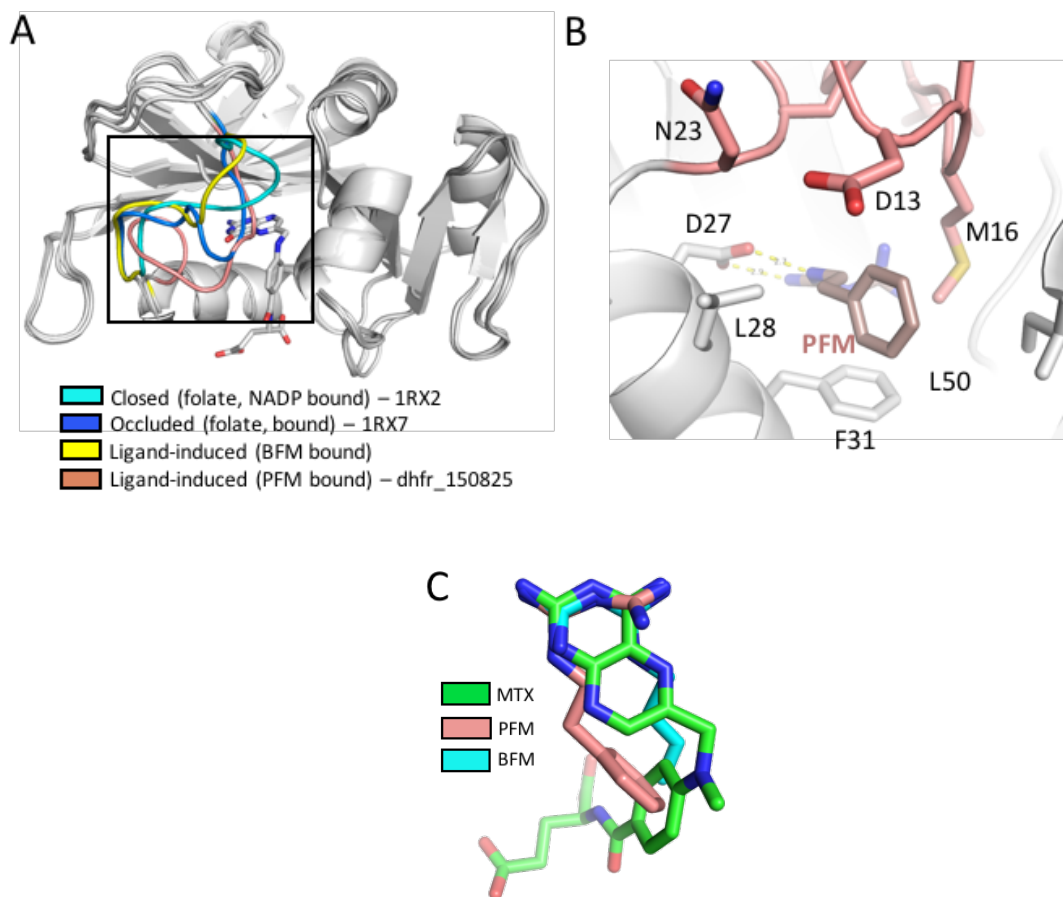 A
B
N23
D13
D27
M16
L28
PFM
L50
F31
Closed (folate, NADP bound) – 1RX2
Occluded (folate, bound) – 1RX7
Ligand-induced (BFM bound)
Ligand-induced (PFM bound) – dhfr_150825
C
MTX
PFM
BFM